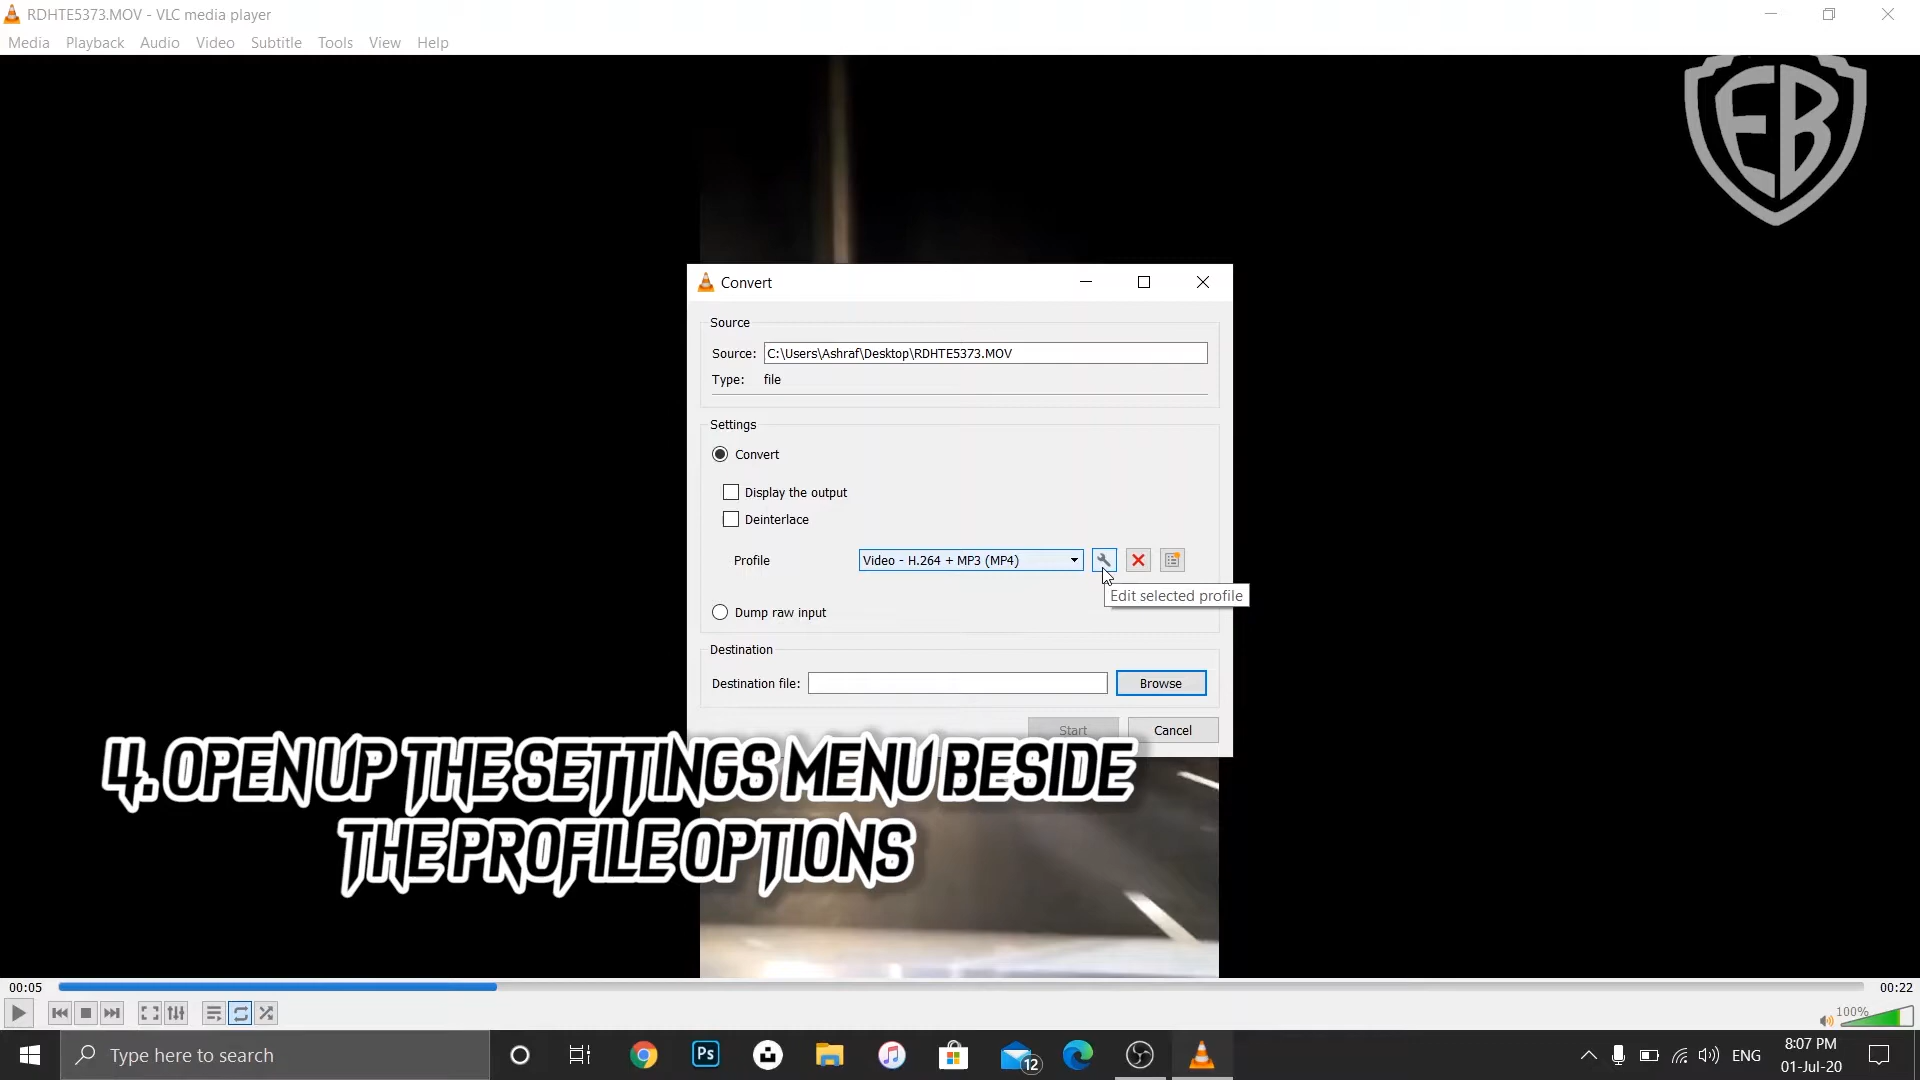 RDHTE5373.MOV - VLC media player
Media Playback Audio Video Subtitle Tools View Help
EB
Convert
Source
Source: C:\Users\Ashraf\Desktop\RDHTE5373.MOV
Type: file
Settings
Convert
Display the output
Deinterlace
Profile Video - H.264 + MP3 (MP4)
Edit selected profile
Dump raw input
Destination
Destination file: Browse
Start Cancel
4. OPEN UP THE SETTINGS MENU BESIDE
THE PROFILE OPTIONS
00:05 00:22
100%
Type here to search Ps 12 ENG 8:07 PM
01-Jul-20